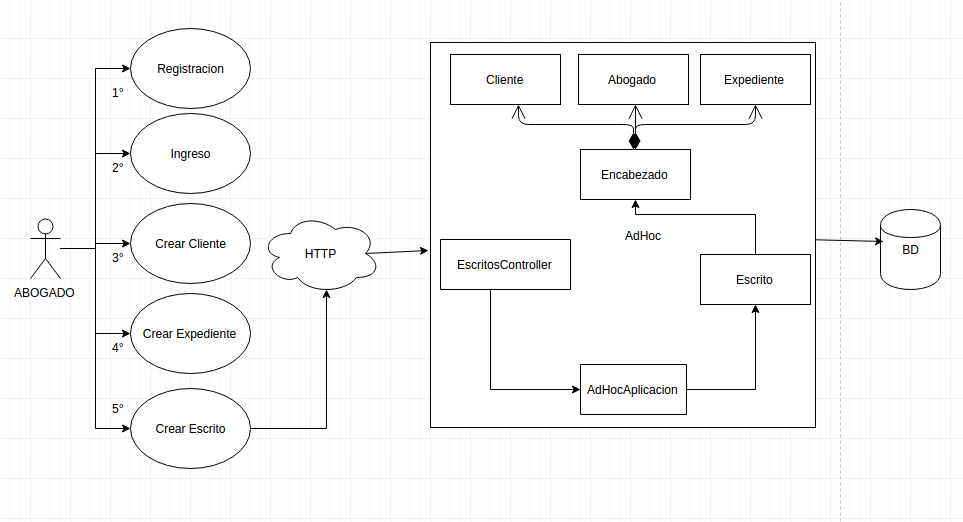 Registracion
1°
Ingreso
2°
Crear Cliente
3°
ABOGADO
Crear Expediente
4°
5°
Crear Escrito
HTTP
Cliente
Abogado
Expediente
Encabezado
AdHoc
EscritosController
Escrito
AdHocAplicacion
BD